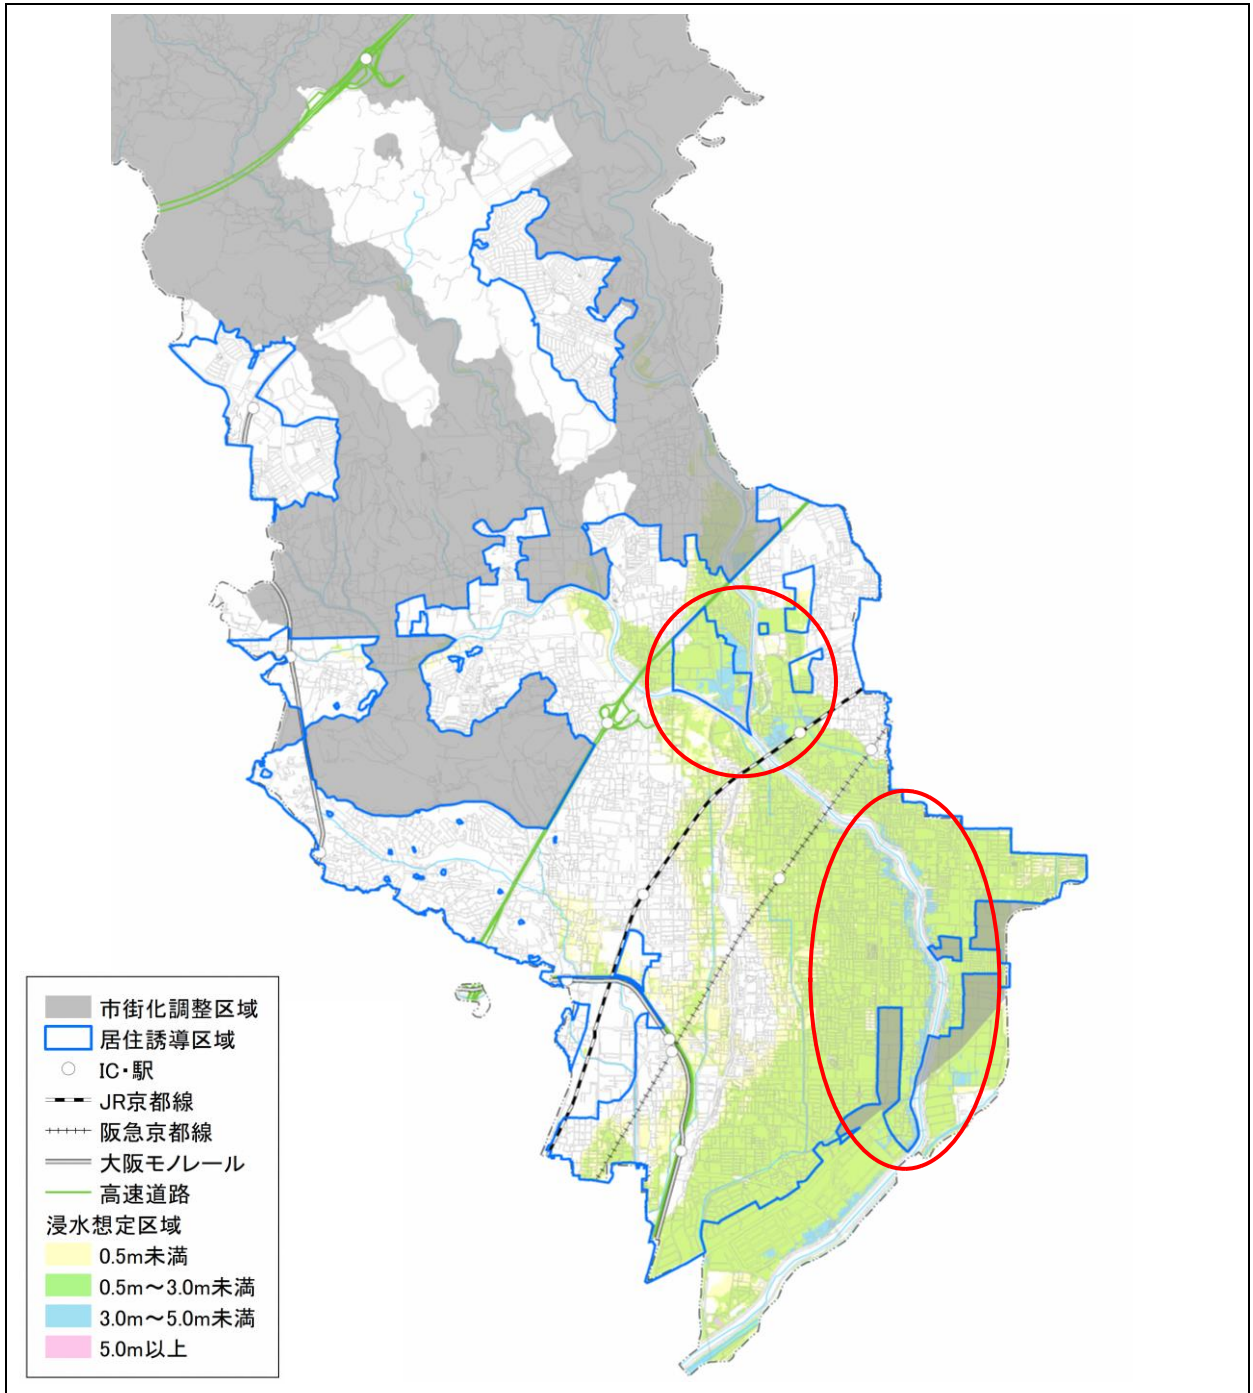 市街化調整区域
居住誘導区域
IC・駅
JR京都線
阪急京都線
大阪モノレール
高速道路
浸水想定区域
0.5m未満
0.5m～3.0m未満
3.0m～5.0m未満
5.0m以上